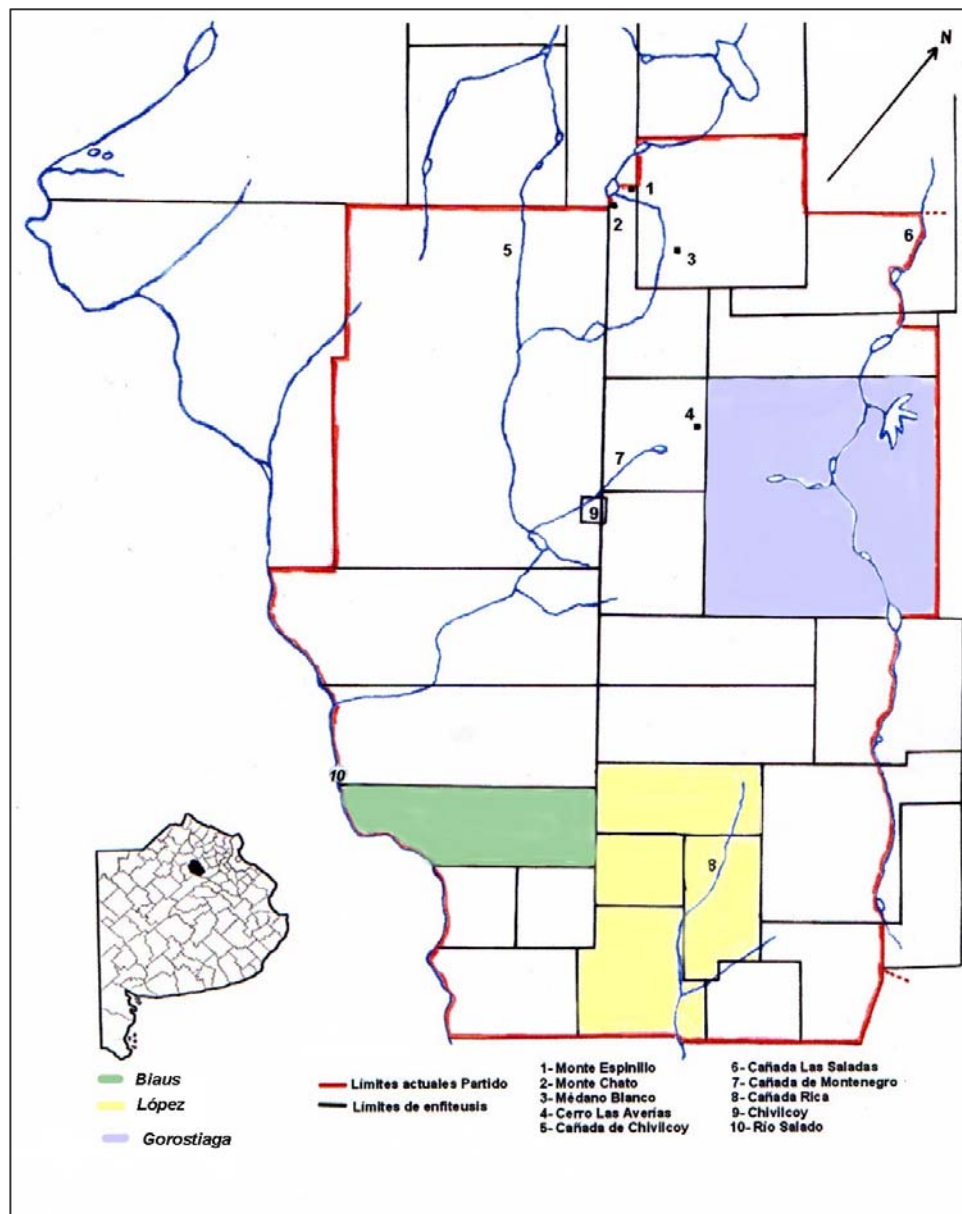 N
1
2
3
5
6
4
7
9
10
8
Biaus
López
Gorostiaga
Límites actuales Partido
Límites de enfiteusis
1- Monte Espinillo
2- Monte Chato
3- Médano Blanco
4- Cerro Las Averías
5- Cañada de Chivilcoy
6- Cañada Las Saladas
7- Cañada de Montenegro
8- Cañada Rica
9- Chivilcoy
10- Río Salado